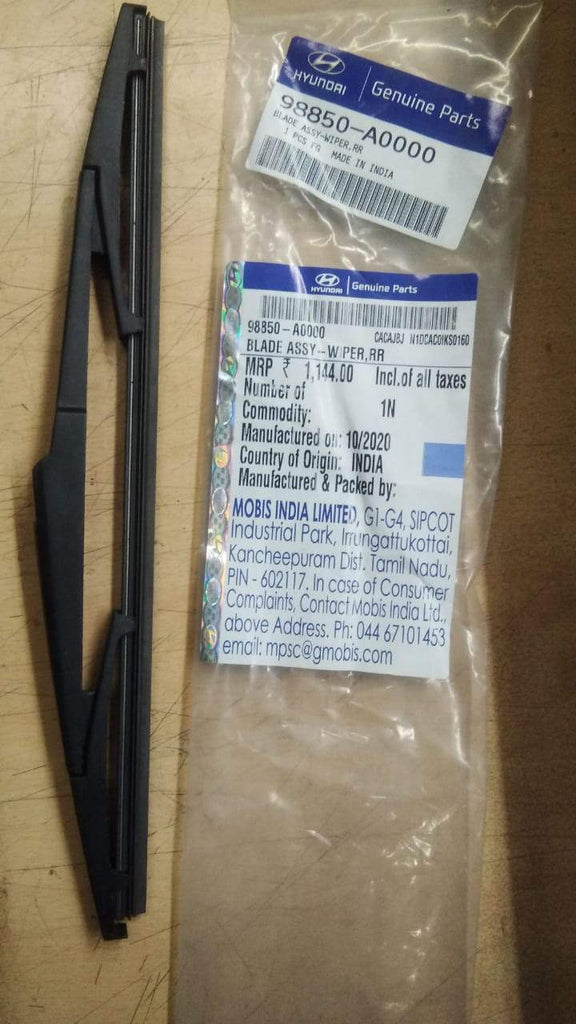 HYUNDAI | Genuine Parts
98850-A0000
BLADE ASSY-WIPER,RR
1 PCS FQ MADE IN INDIA
HYUNDAI | Genuine Parts
98850-A0000 CACAJBJ N1DCAC01KS0160
BLADE ASSY-WIPER,RR
MRP ₹ 1,144.00 Incl.of all taxes
Number of
Commodity: 1N
Manufactured on: 10/2020
Country of Origin: INDIA
Manufactured & Packed by:
MOBIS INDIA LIMITED, G1-G4, SIPCOT
Industrial Park, Irrungattukottai,
Kancheepuram Dist. Tamil Nadu,
PIN - 602117. In case of Consumer
Complaints, Contact Mobis India Ltd.,
above Address. Ph: 044 67101453
email: mpsc@gmobis.com